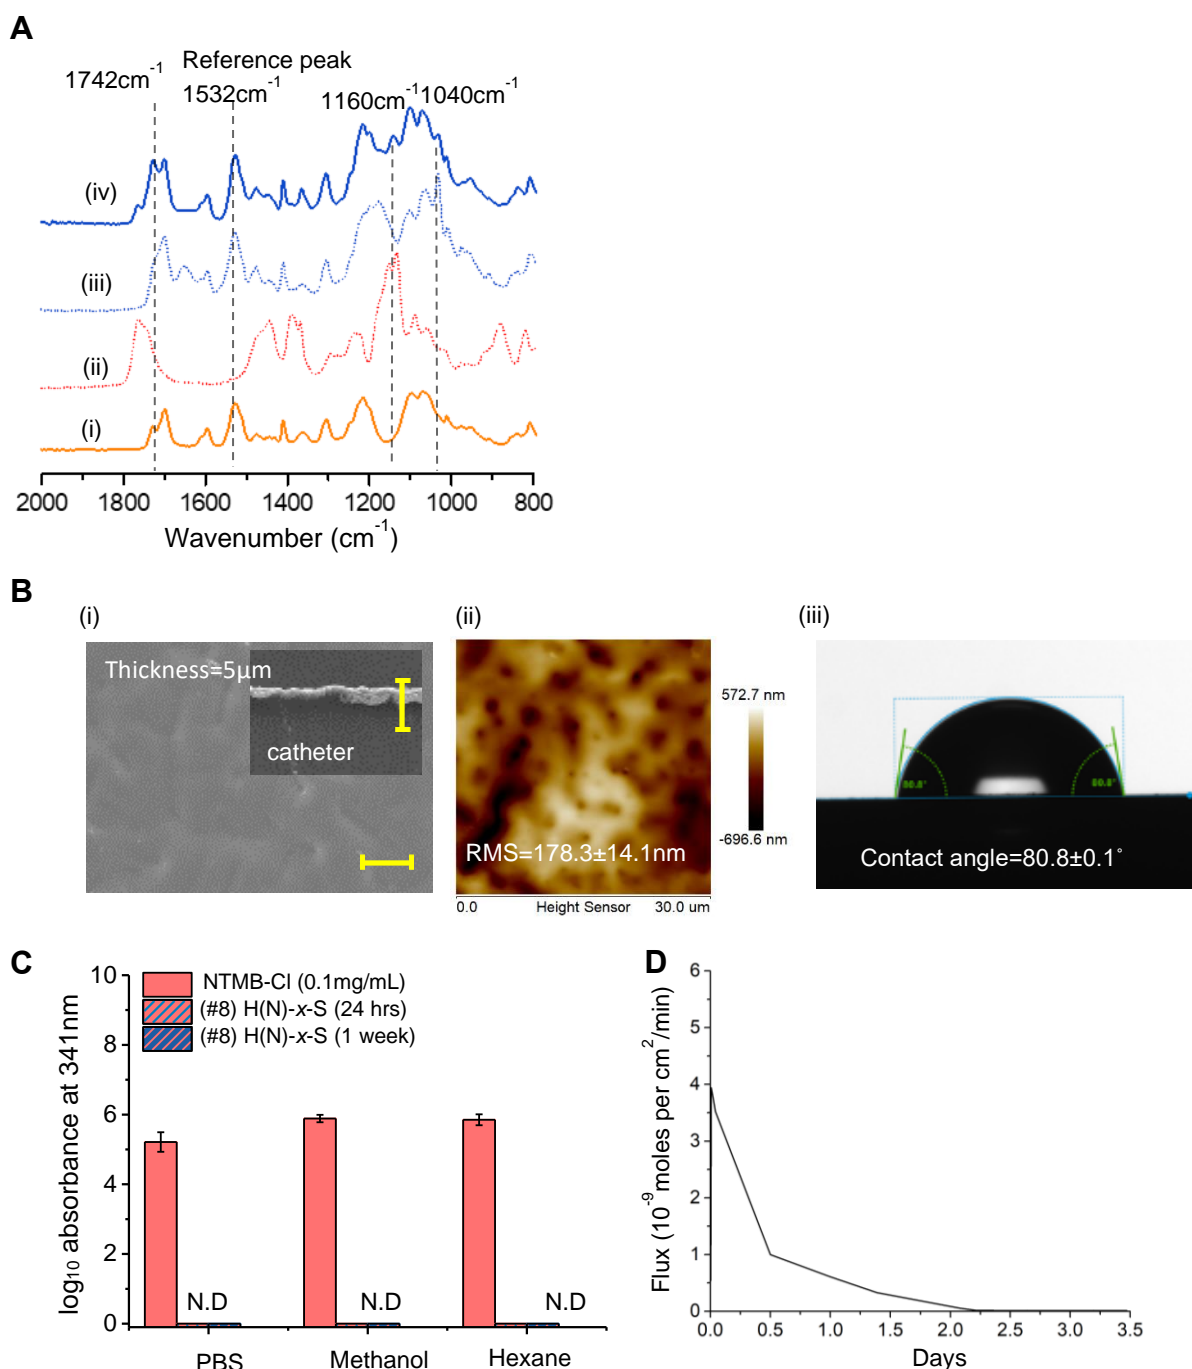 A
Reference peak
1742cm⁻¹
1532cm⁻¹
1160cm⁻¹
1040cm⁻¹
(iv)
(iii)
(ii)
(i)
2000 1800 1600 1400 1200 1000 800
Wavenumber (cm⁻¹)
B
(i)
(ii)
(iii)
Thickness=5μm
catheter
572.7 nm
-696.6 nm
RMS=178.3±14.1nm
0.0 Height Sensor 30.0 um
80.8° 80.8°
Contact angle=80.8±0.1°
C
NTMB-Cl (0.1mg/mL)
(#8) H(N)-x-S (24 hrs)
(#8) H(N)-x-S (1 week)
log₁₀ absorbance at 341nm
10
8
6
4
2
0
N.D N.D N.D
PBS Methanol Hexane
D
Flux (10⁻⁹ moles per cm²/min)
6
5
4
3
2
1
0
0.0 0.5 1.0 1.5 2.0 2.5 3.0 3.5
Days